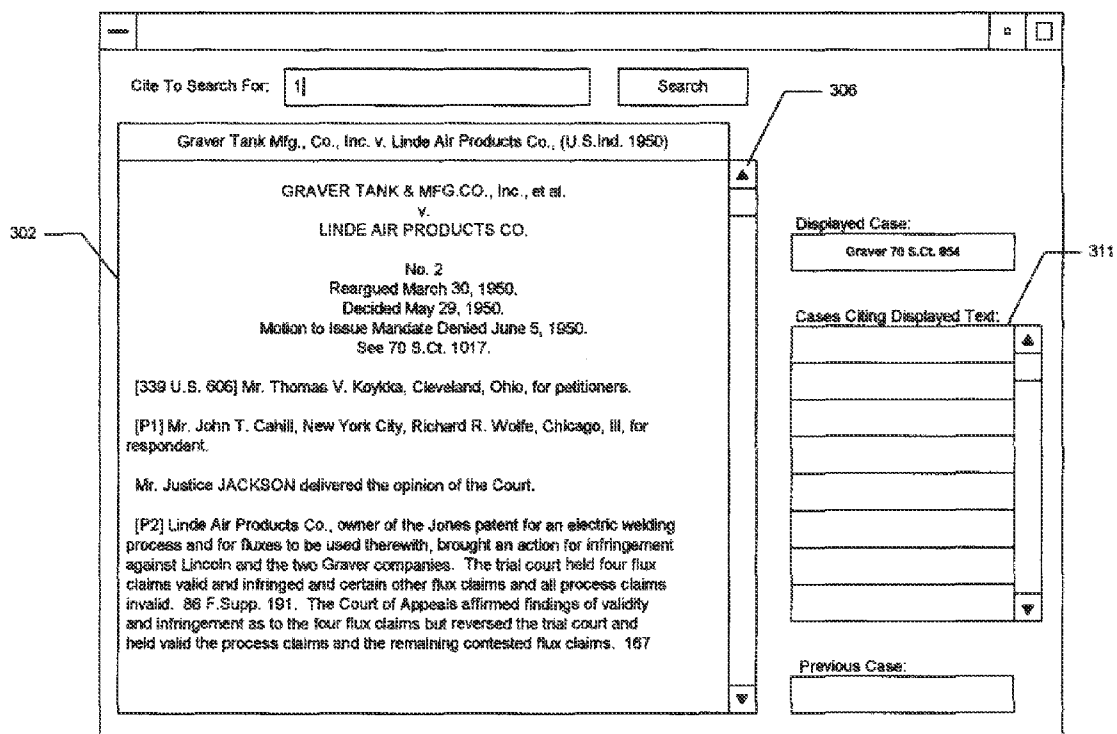 Cite To Search For: 1 Search
306
Graver Tank Mfg., Co., Inc. v. Linde Air Products Co., (U.S.Ind. 1950)
GRAVER TANK & MFG.CO., Inc., et al.
v.
LINDE AIR PRODUCTS CO.
302
Displayed Case:
Graver 70 S.Ct. 854
311
No. 2
Reargued March 30, 1950.
Decided May 29, 1950.
Motion to Issue Mandate Denied June 5, 1950.
See 70 S.Ct. 1017.
Cases Citing Displayed Text:
[339 U.S. 606] Mr. Thomas V. Koykka, Cleveland, Ohio, for petitioners.
[P1] Mr. John T. Cahill, New York City, Richard R. Wolfe, Chicago, Ill, for
respondent.
Mr. Justice JACKSON delivered the opinion of the Court.
[P2] Linde Air Products Co., owner of the Jones patent for an electric welding
process and for fluxes to be used therewith, brought an action for infringement
against Lincoln and the two Graver companies. The trial court held four flux
claims valid and infringed and certain other flux claims and all process claims
invalid. 86 F.Supp. 191. The Court of Appeals affirmed findings of validity
and infringement as to the four flux claims but reversed the trial court and
held valid the process claims and the remaining contested flux claims. 167
Previous Case: